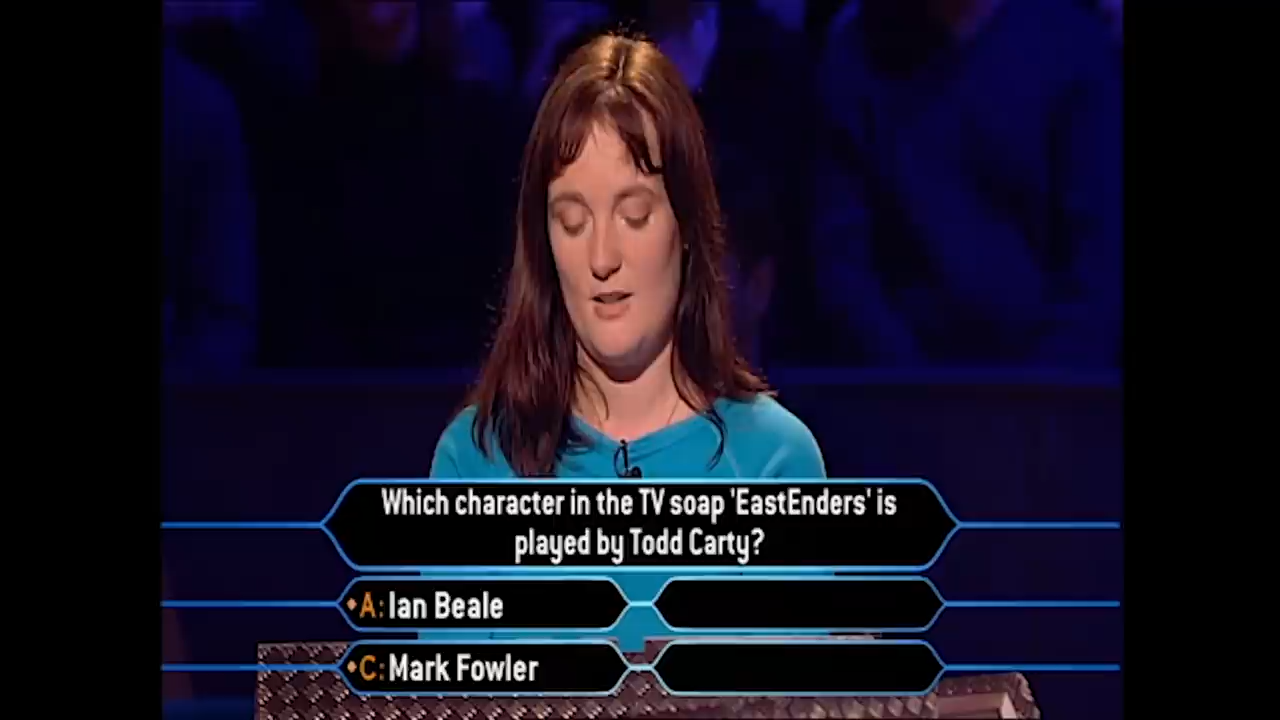 Which character in the TV soap 'EastEnders' is
played by Todd Carty?
A: Ian Beale
C: Mark Fowler